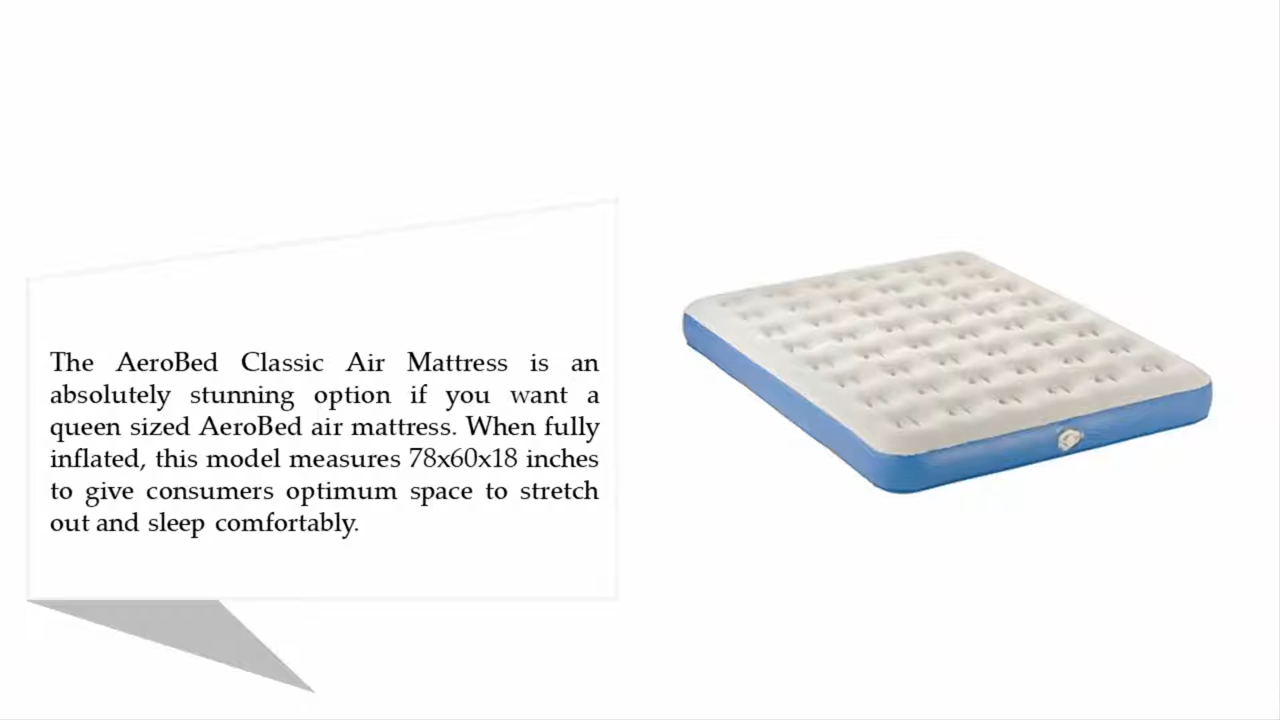 The AeroBed Classic Air Mattress is an
absolutely stunning option if you want a
queen sized AeroBed air mattress. When fully
inflated, this model measures 78x60x18 inches
to give consumers optimum space to stretch
out and sleep comfortably.